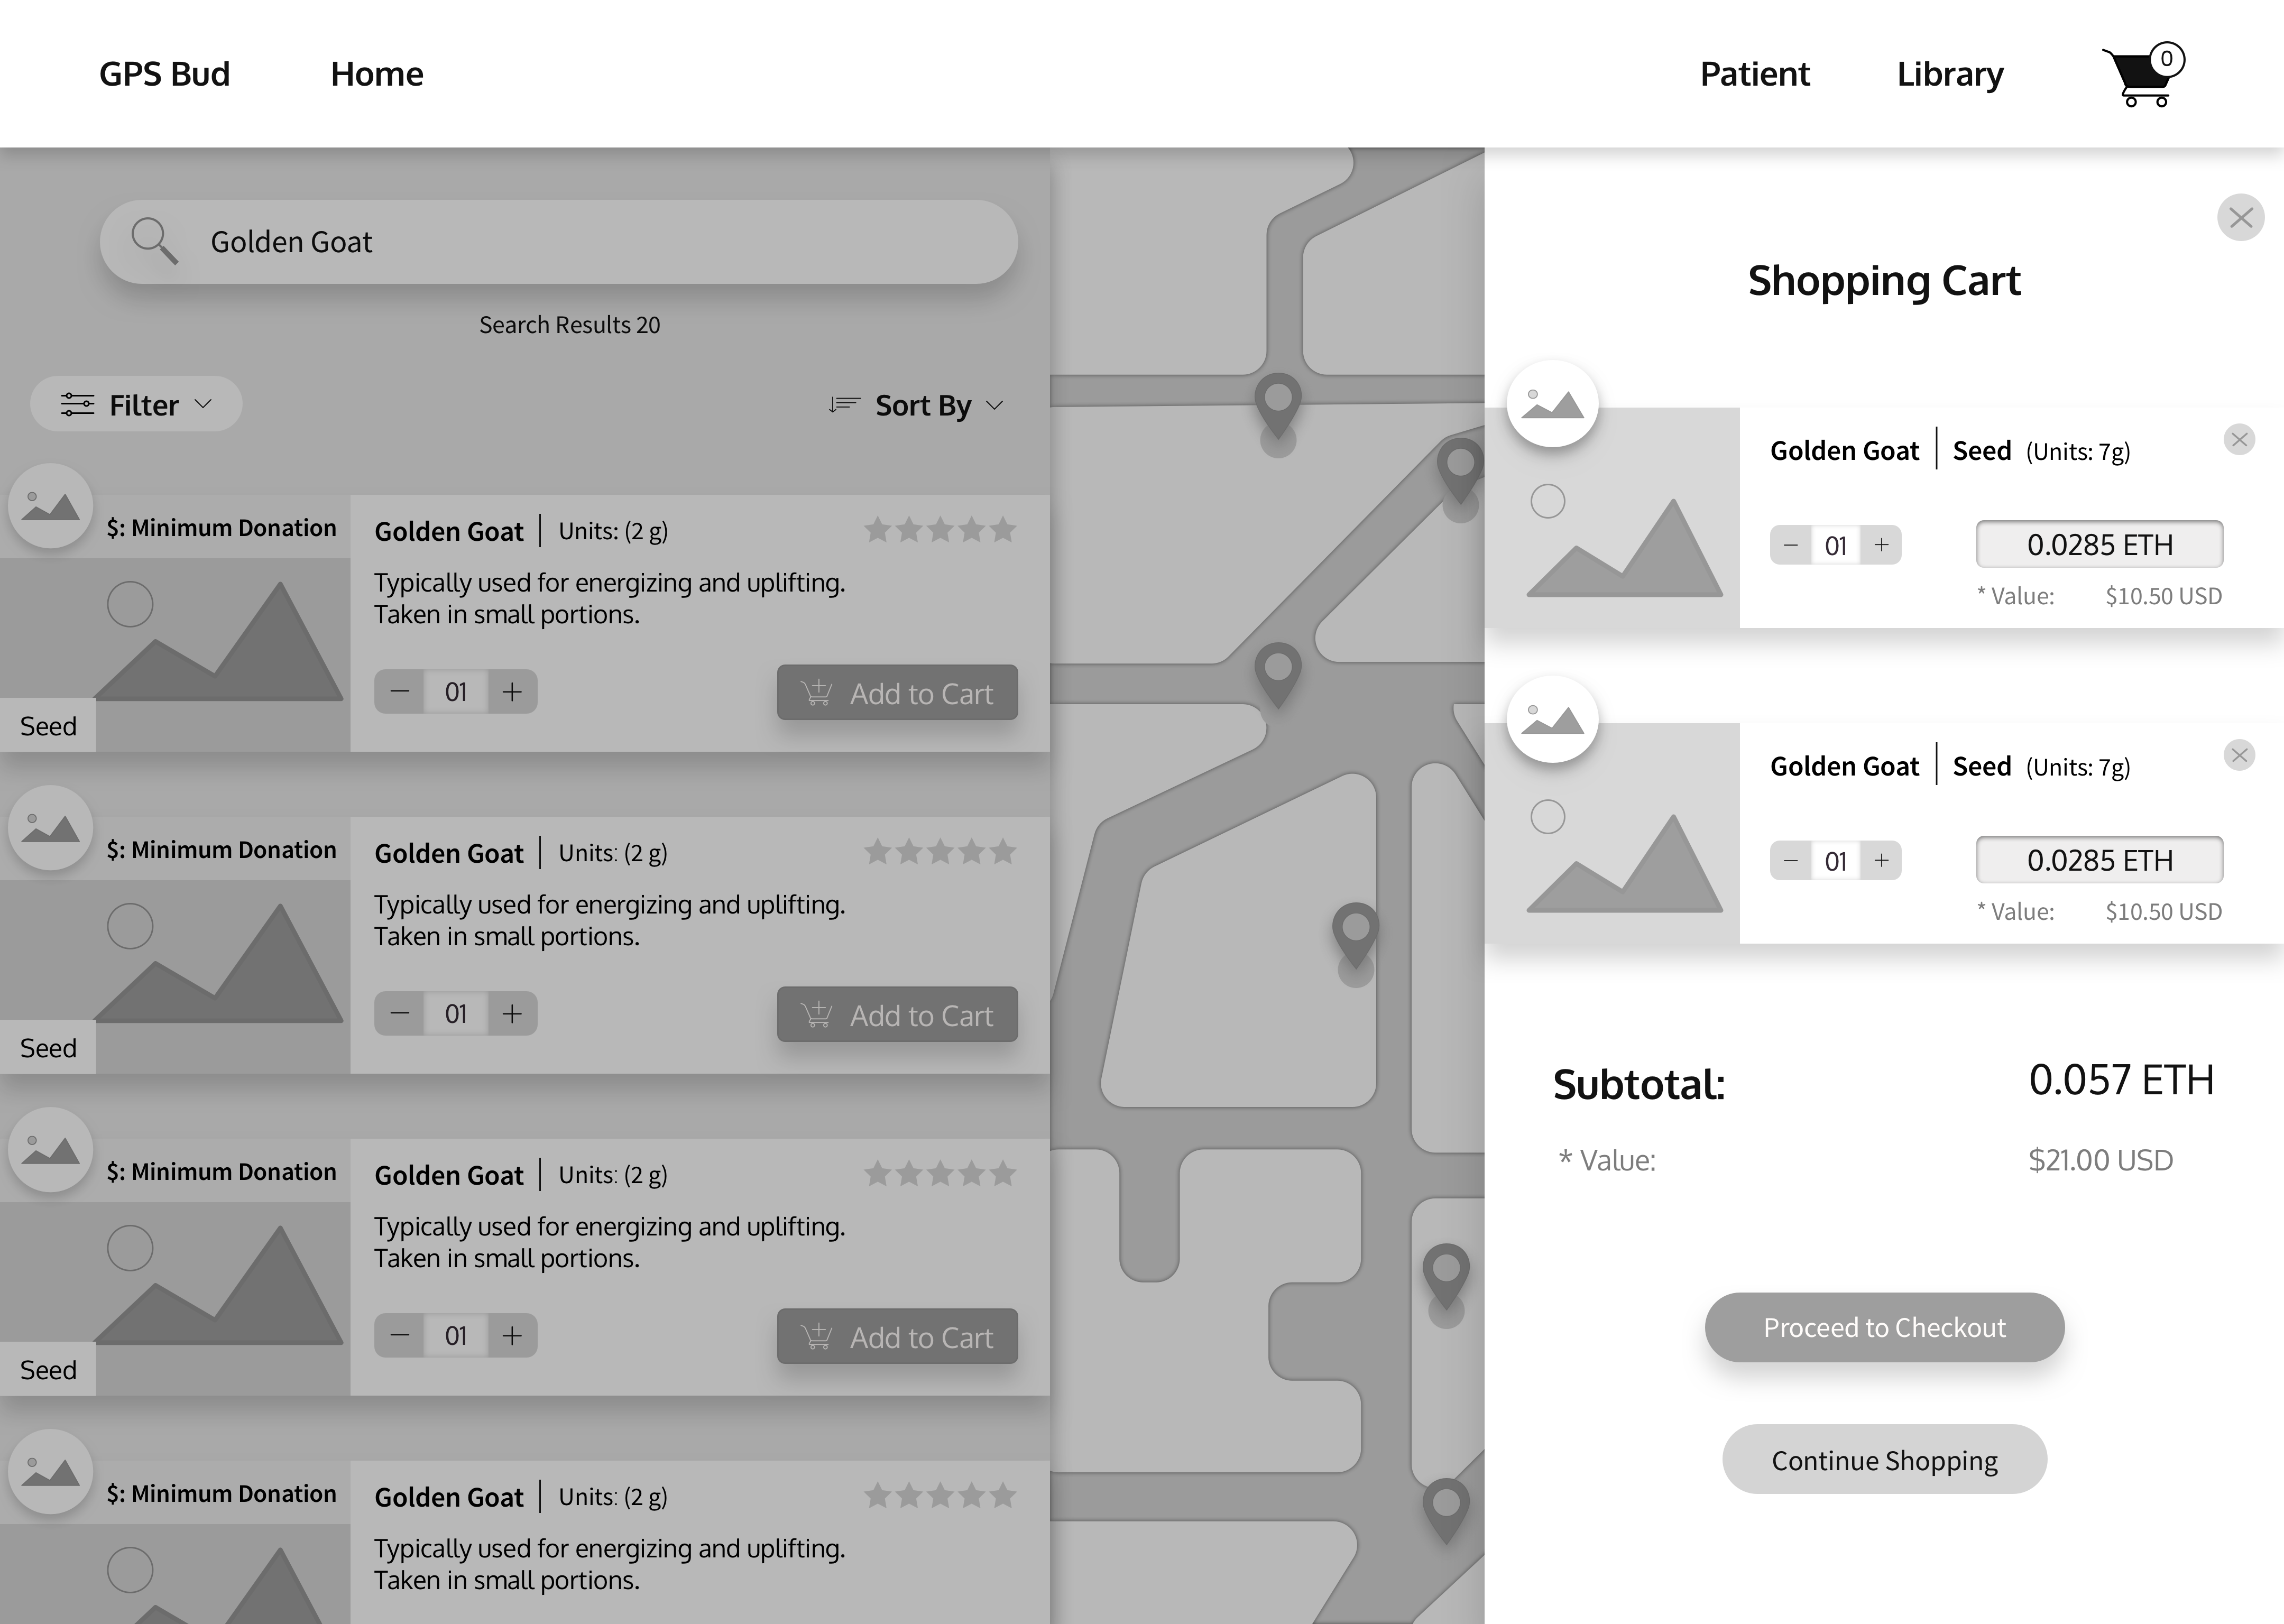 GPS Bud
Home
Patient
Library
0
Golden Goat
Search Results 20
Filter
Sort By
$: Minimum Donation
Golden Goat | Units: (2 g)
Typically used for energizing and uplifting.
Taken in small portions.
01
Add to Cart
Seed
$: Minimum Donation
Golden Goat | Units: (2 g)
Typically used for energizing and uplifting.
Taken in small portions.
01
Add to Cart
Seed
$: Minimum Donation
Golden Goat | Units: (2 g)
Typically used for energizing and uplifting.
Taken in small portions.
01
Add to Cart
Seed
$: Minimum Donation
Golden Goat | Units: (2 g)
Typically used for energizing and uplifting.
Taken in small portions.
Shopping Cart
Golden Goat | Seed (Units: 7g)
− 01 + 0.0285 ETH
* Value: $10.50 USD
Golden Goat | Seed (Units: 7g)
− 01 + 0.0285 ETH
* Value: $10.50 USD
Subtotal: 0.057 ETH
* Value: $21.00 USD
Proceed to Checkout
Continue Shopping